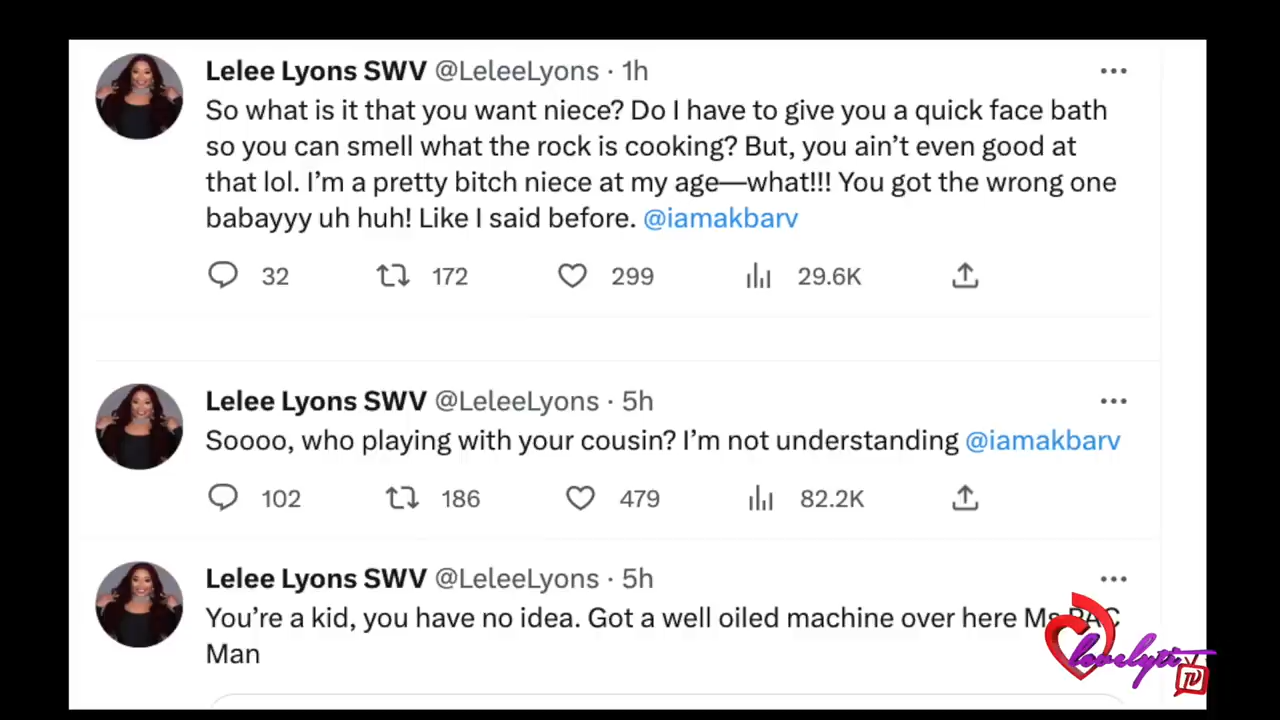 Lelee Lyons SWV @LeleeLyons · 1h
So what is it that you want niece? Do I have to give you a quick face bath
so you can smell what the rock is cooking? But, you ain’t even good at
that lol. I’m a pretty bitch niece at my age—what!!! You got the wrong one
babayyy uh huh! Like I said before. @iamakbarv
32 172 299 29.6K
Lelee Lyons SWV @LeleeLyons · 5h
Soooo, who playing with your cousin? I’m not understanding @iamakbarv
102 186 479 82.2K
Lelee Lyons SWV @LeleeLyons · 5h
You’re a kid, you have no idea. Got a well oiled machine over here Ms PAC
Man
lovelyti TV